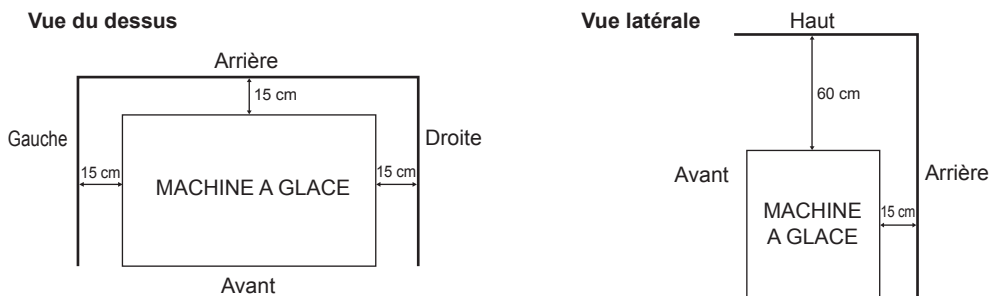 Vue du dessus
Arrière
15 cm
Gauche
Droite
15 cm
15 cm
MACHINE A GLACE
Avant
Vue latérale
Haut
60 cm
Avant
Arrière
MACHINE
A GLACE
15 cm